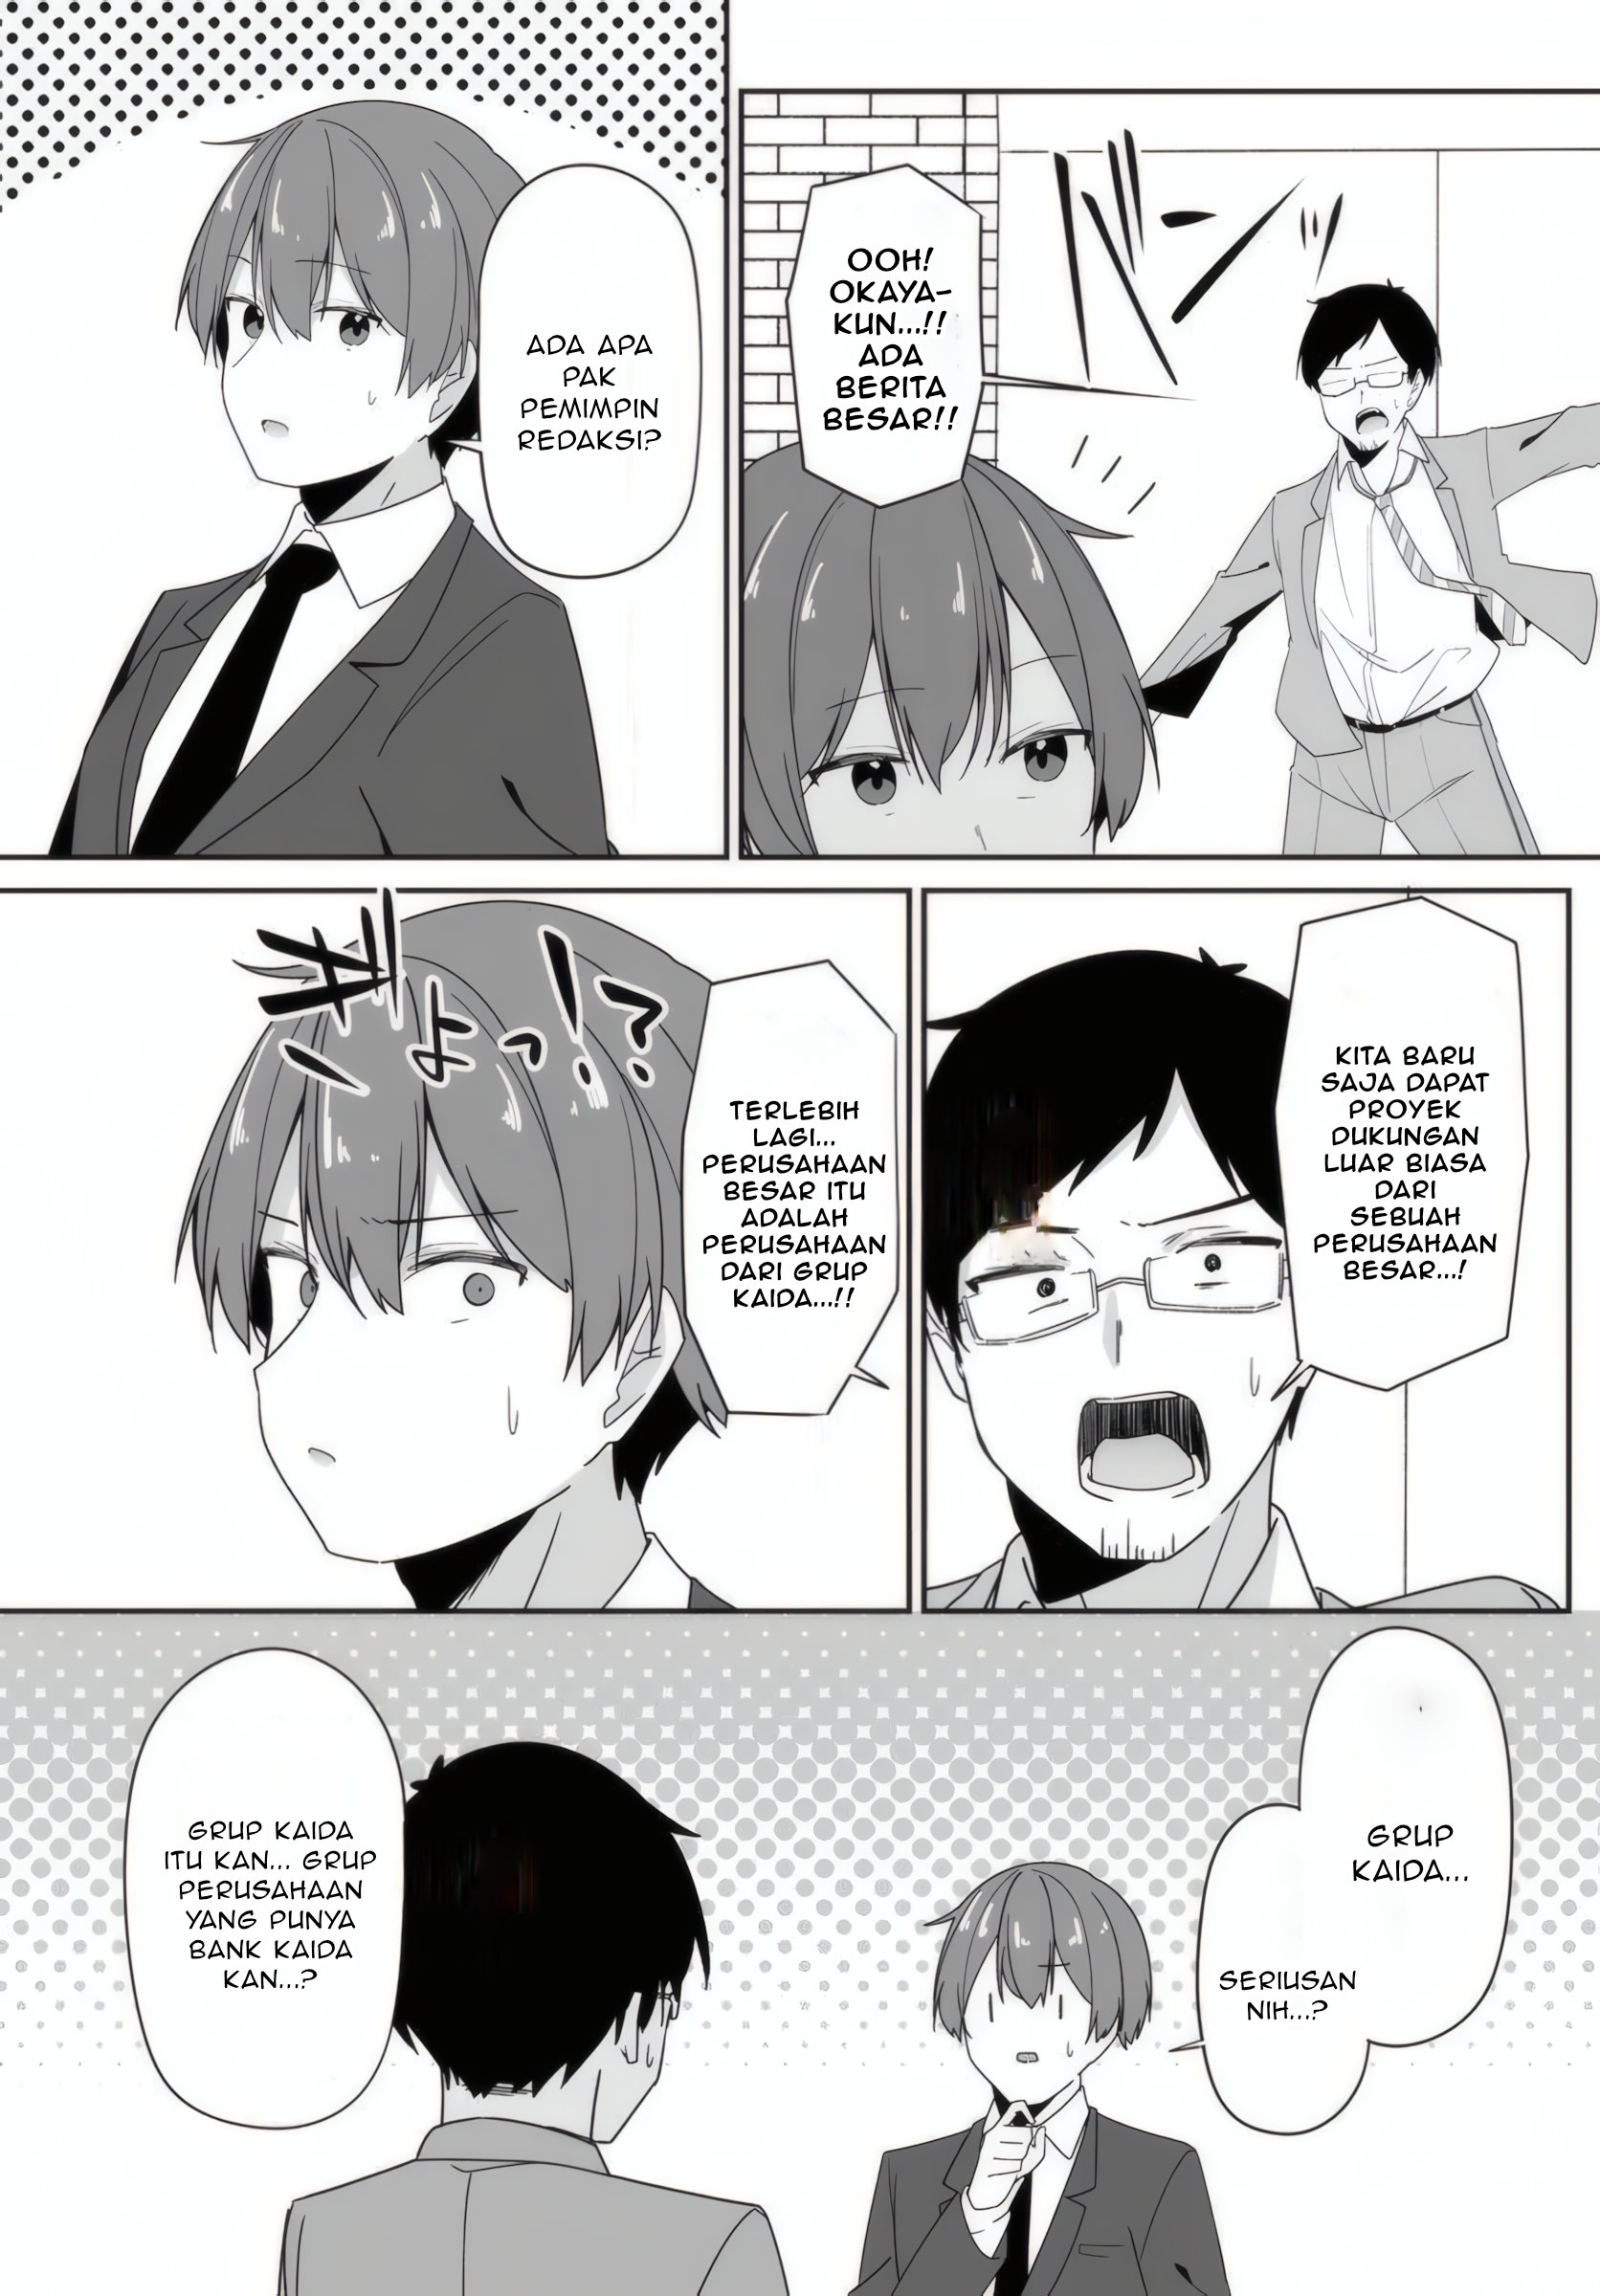 バンッ
OOH!
OKAYA-
KUN...!!
ADA
BERITA
BESAR!!
ADA APA
PAK
PEMIMPIN
REDAKSI?
KITA BARU
SAJA DAPAT
PROYEK
DUKUNGAN
LUAR BIASA
DARI
SEBUAH
PERUSAHAAN
BESAR...!
TERLEBIH
LAGI...
PERUSAHAAN
BESAR ITU
ADALAH
PERUSAHAAN
DARI GRUP
KAIDA...!!
ギょっ!?
GRUP
KAIDA...
SERIUSAN
NIH...?
GRUP KAIDA
ITU KAN... GRUP
PERUSAHAAN
YANG PUNYA
BANK KAIDA
KAN...?